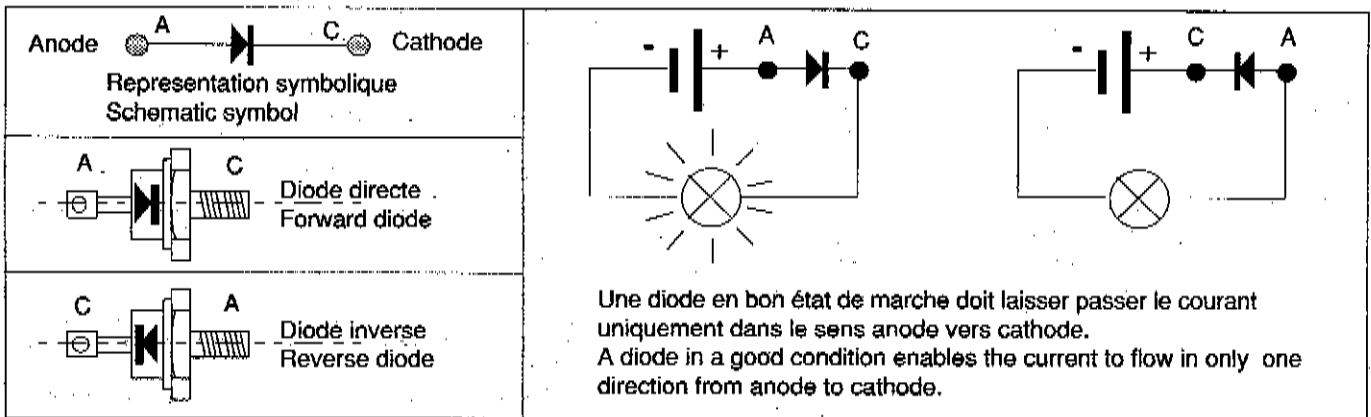 Anode A C Cathode
Representation symbolique
Schematic symbol
A C
Diode directe
Forward diode
C A
Diode inverse
Reverse diode
- + A C
- + C A
Une diode en bon état de marche doit laisser passer le courant
uniquement dans le sens anode vers cathode.
A diode in a good condition enables the current to flow in only one
direction from anode to cathode.